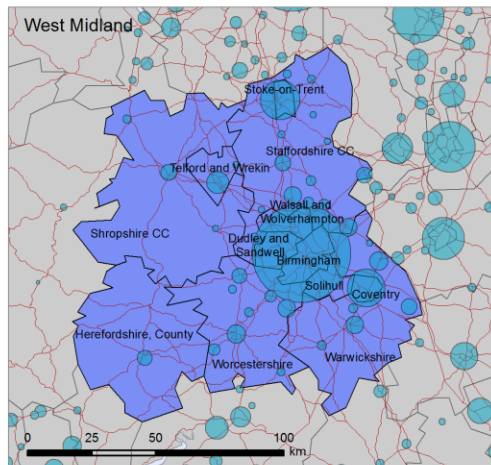 West Midland
Stoke-on-Trent
Staffordshire CC
Telford and Wrekin
Walsall and
Wolverhampton
Shropshire CC
Dudley and
Sandwell
Birmingham
Solihull
Coventry
Herefordshire, County
Worcestershire
Warwickshire
0 25 50 100
km